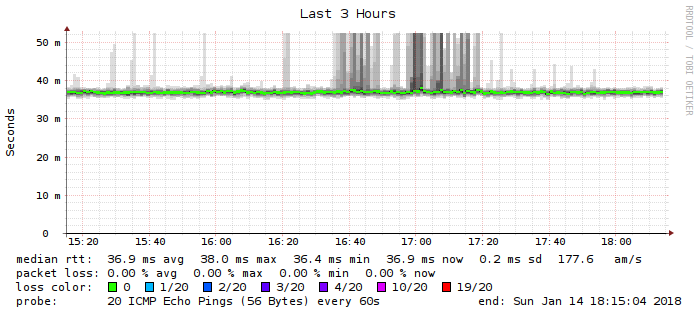 Last 3 Hours
RRDTOOL / TOBI OETIKER
Seconds
50 m
40 m
30 m
20 m
10 m
0
15:20 15:40 16:00 16:20 16:40 17:00 17:20 17:40 18:00
median rtt: 36.9 ms avg 38.0 ms max 36.4 ms min 36.9 ms now 0.2 ms sd 177.6 am/s
packet loss: 0.00 % avg 0.00 % max 0.00 % min 0.00 % now
loss color: 0 1/20 2/20 3/20 4/20 10/20 19/20
probe: 20 ICMP Echo Pings (56 Bytes) every 60s end: Sun Jan 14 18:15:04 2018